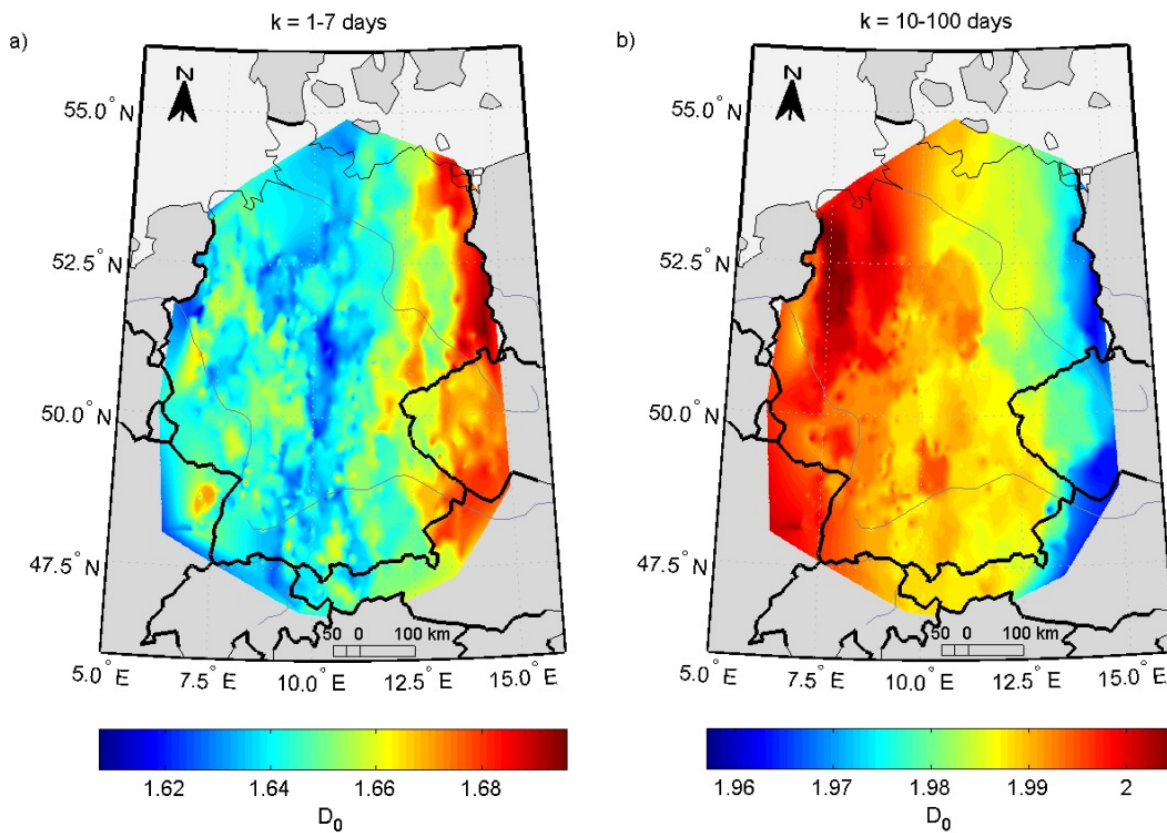 a)
k = 1-7 days
N
55.0° N
52.5° N
50.0° N
47.5° N
50 0 100 km
5.0° E 7.5° E 10.0° E 12.5° E 15.0° E
1.62 1.64 1.66 1.68
D0
b)
k = 10-100 days
N
55.0° N
52.5° N
50.0° N
47.5° N
50 0 100 km
5.0° E 7.5° E 10.0° E 12.5° E 15.0° E
1.96 1.97 1.98 1.99 2
D0